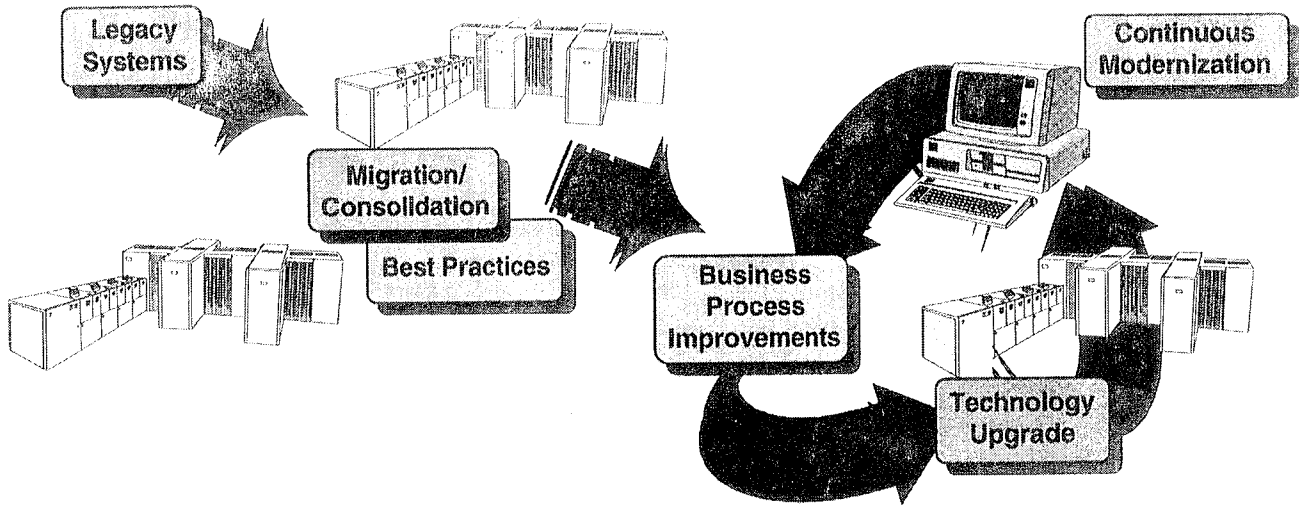 Legacy
Systems
Migration/
Consolidation
Best Practices
Business
Process
Improvements
Technology
Upgrade
Continuous
Modernization